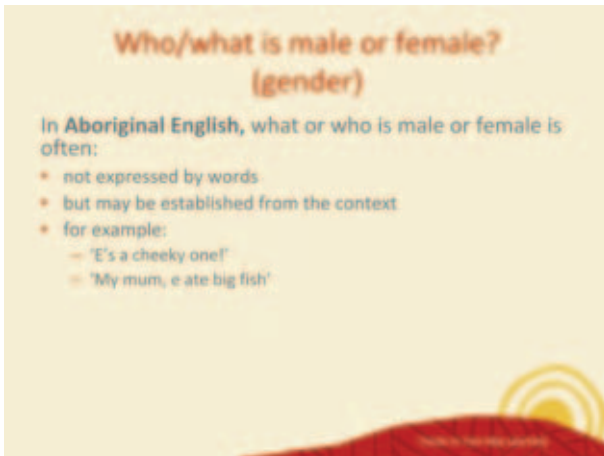 Who/what is male or female?
(gender)
In Aboriginal English, what or who is male or female is
often:
• not expressed by words
• but may be established from the context
• for example:
– 'E's a cheeky one!'
– 'My mum, e ate big fish'